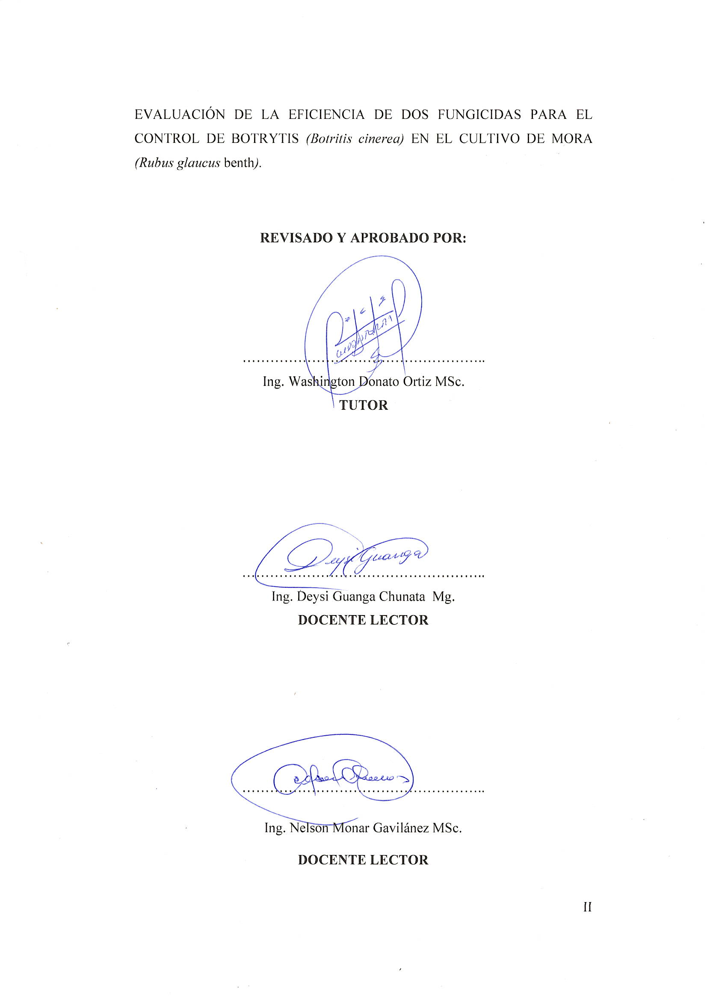 EVALUACIÓN DE LA EFICIENCIA DE DOS FUNGICIDAS PARA EL
CONTROL DE BOTRYTIS (Botritis cinerea) EN EL CULTIVO DE MORA
(Rubus glaucus benth).
REVISADO Y APROBADO POR:
Ing. Washington Donato Ortiz MSc.
TUTOR
Deysi Guanga
Ing. Deysi Guanga Chunata Mg.
DOCENTE LECTOR
Ing. Nelson Monar Gavilánez MSc.
DOCENTE LECTOR
II